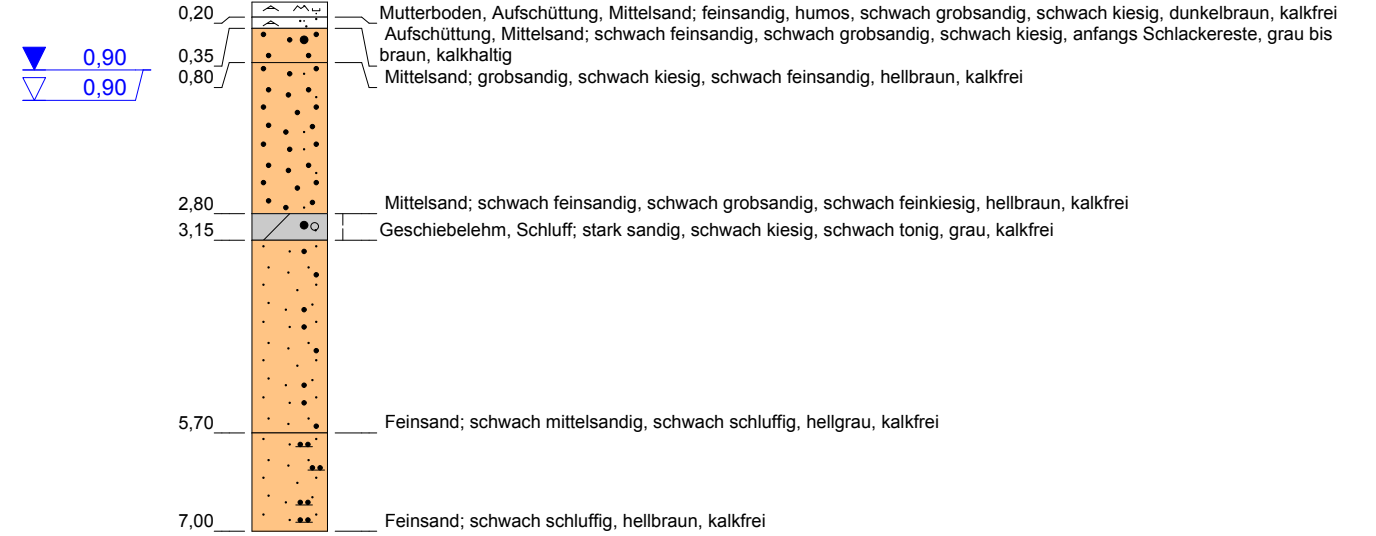 0,20 Mutterboden, Aufschüttung, Mittelsand; feinsandig, humos, schwach grobsandig, schwach kiesig, dunkelbraun, kalkfrei
Aufschüttung, Mittelsand; schwach feinsandig, schwach grobsandig, schwach kiesig, anfangs Schlackereste, grau bis
0,35 braun, kalkhaltig
0,90
0,80 Mittelsand; grobsandig, schwach kiesig, schwach feinsandig, hellbraun, kalkfrei
0,90
2,80 Mittelsand; schwach feinsandig, schwach grobsandig, schwach feinkiesig, hellbraun, kalkfrei
3,15 Geschiebelehm, Schluff; stark sandig, schwach kiesig, schwach tonig, grau, kalkfrei
5,70 Feinsand; schwach mittelsandig, schwach schluffig, hellgrau, kalkfrei
7,00 Feinsand; schwach schluffig, hellbraun, kalkfrei